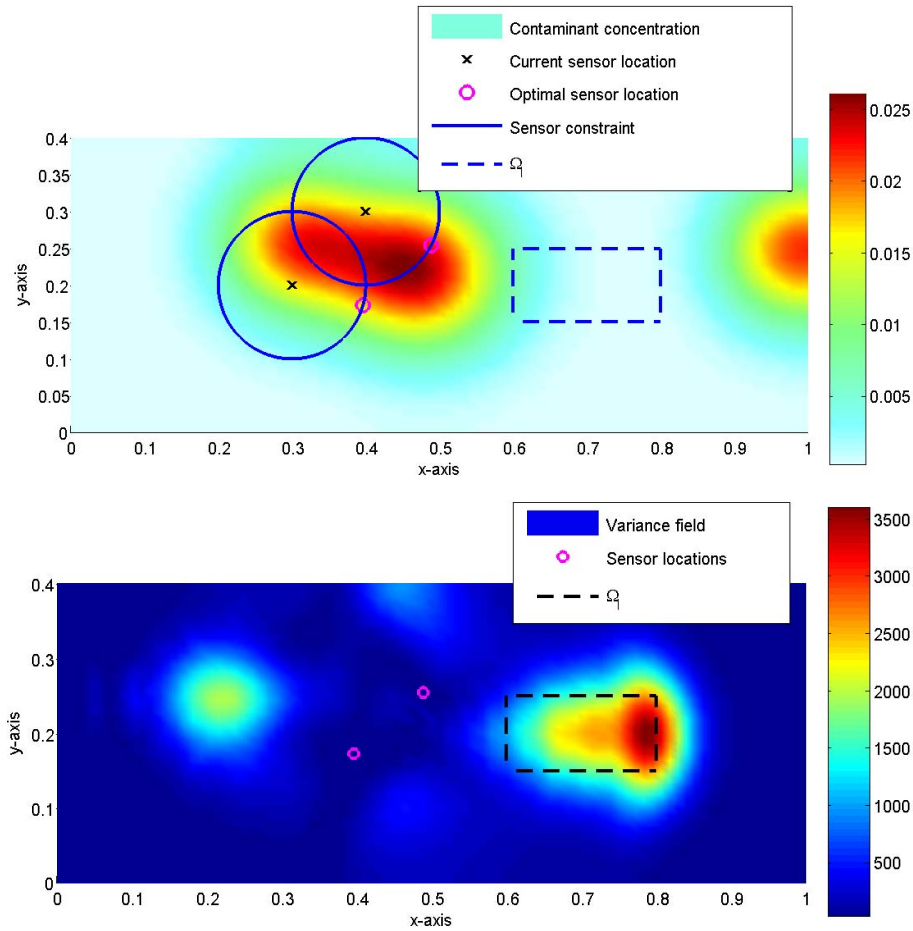 Contaminant concentration
Current sensor location
Optimal sensor location
Sensor constraint
Ω_l
0.4
0.35
0.3
0.25
0.2
0.15
0.1
0.05
0
y-axis
0 0.1 0.2 0.3 0.4 0.5 0.6 0.7 0.8 0.9 1
x-axis
0.025
0.02
0.015
0.01
0.005
Variance field
Sensor locations
Ω_l
0.4
0.3
0.2
0.1
0
y-axis
0 0.1 0.2 0.3 0.4 0.5 0.6 0.7 0.8 0.9 1
x-axis
3500
3000
2500
2000
1500
1000
500